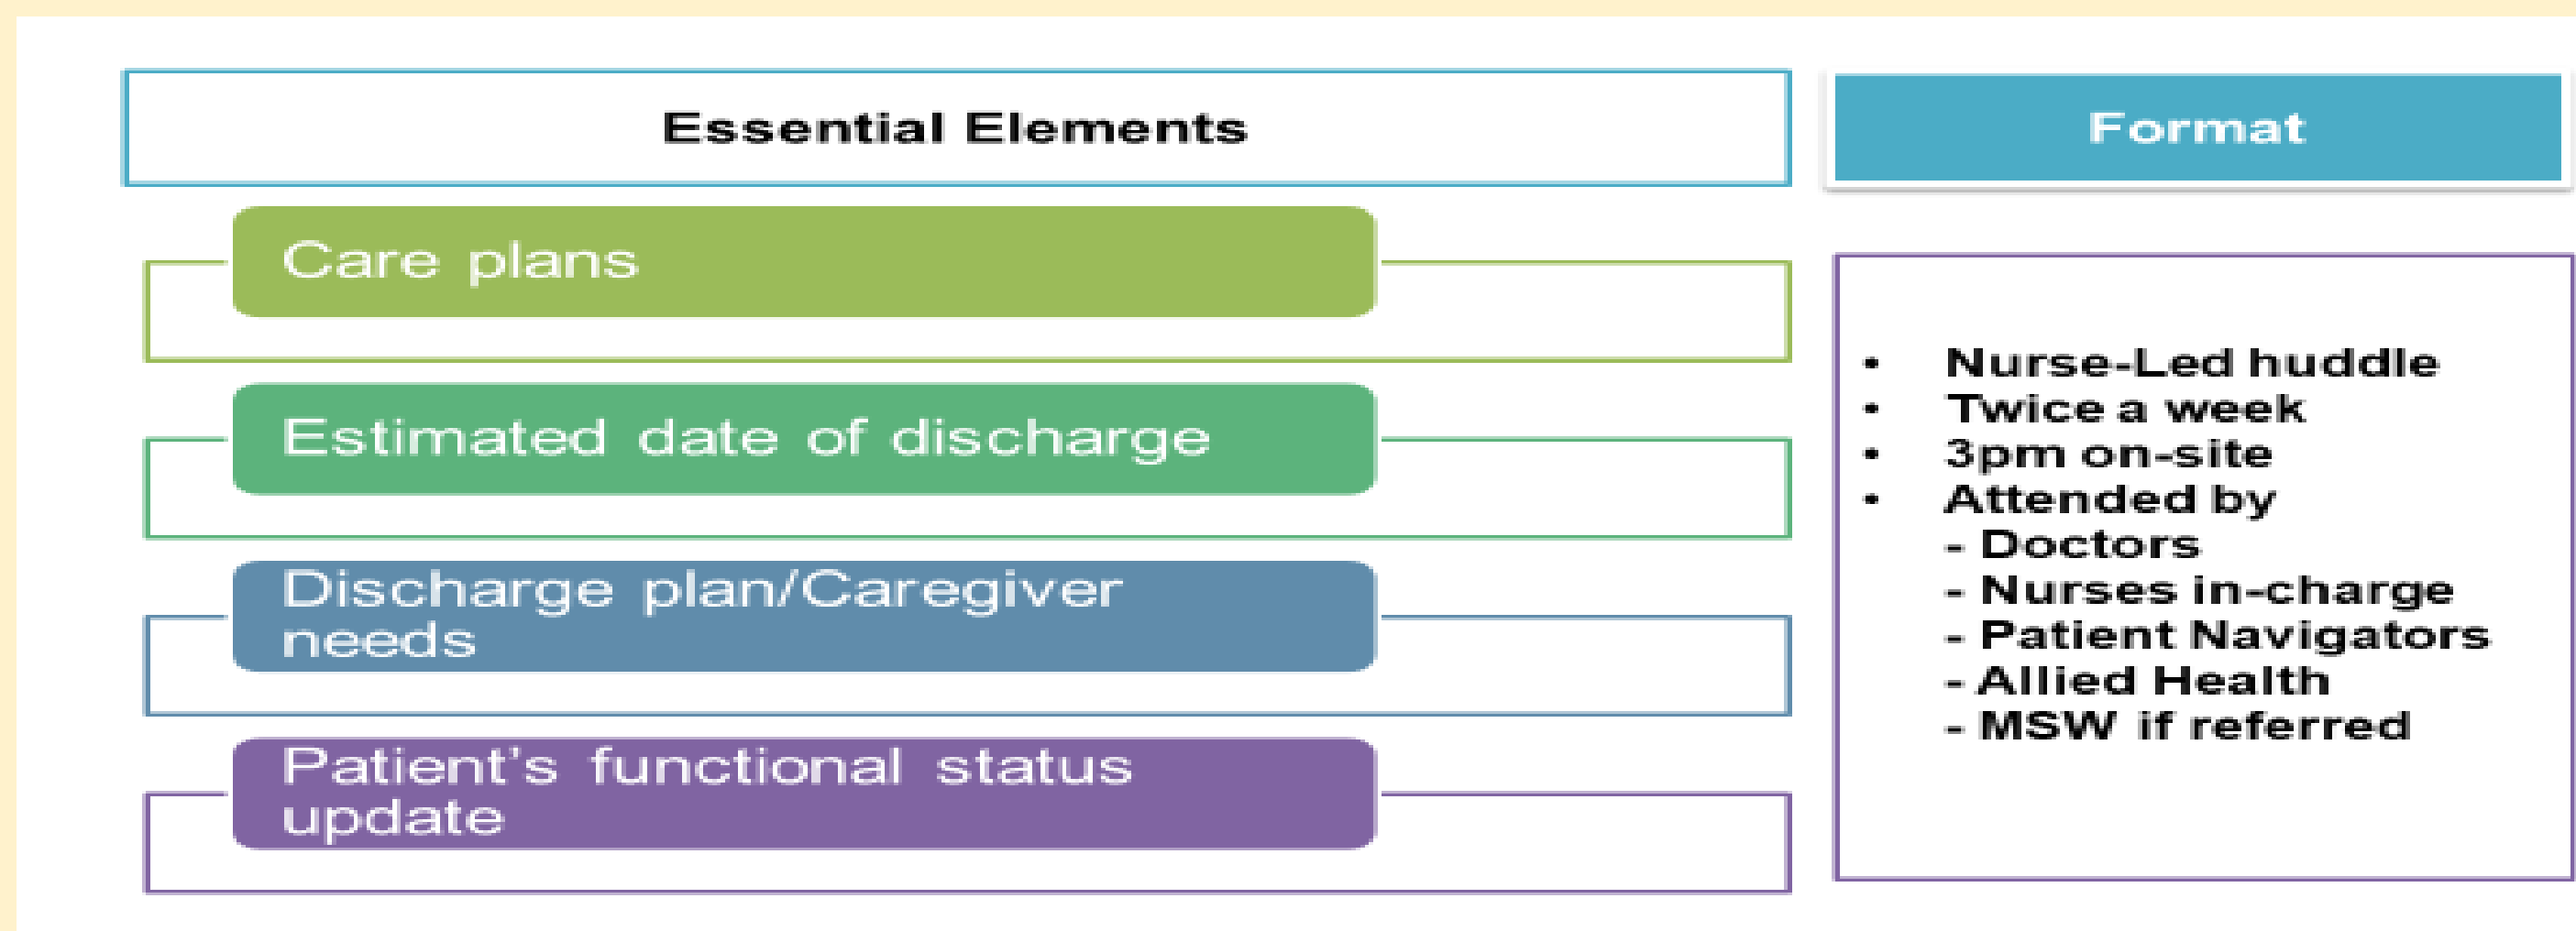 Essential Elements
Care plans
Estimated date of discharge
Discharge plan/Caregiver
needs
Patient's functional status
update
Format
• Nurse-Led huddle
• Twice a week
• 3pm on-site
• Attended by
- Doctors
- Nurses in-charge
- Patient Navigators
- Allied Health
- MSW if referred